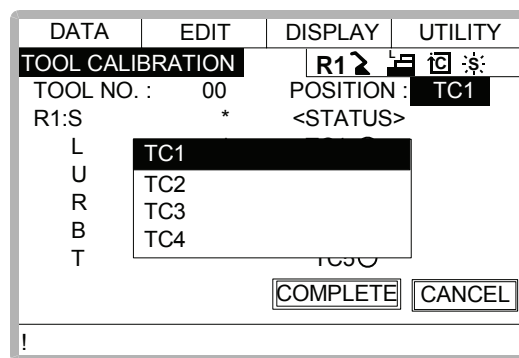 DATA EDIT DISPLAY UTILITY
TOOL CALIBRATION R1 C S
TOOL NO. : 00 POSITION : TC1
R1:S * <STATUS>
L
TC1
U
TC2
R
TC3
B
TC4
T
COMPLETE CANCEL
!